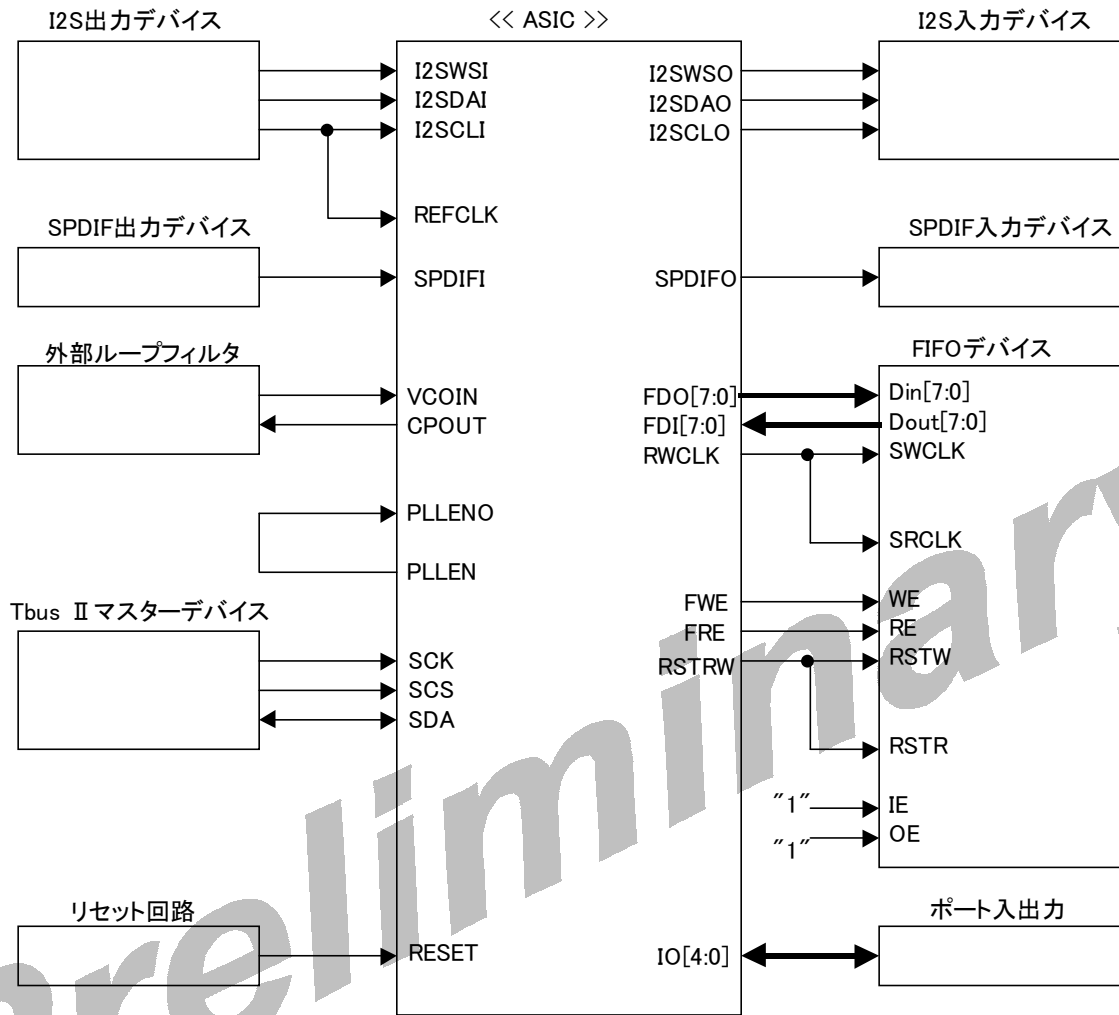 I2S出力デバイス
<< ASIC >>
I2S入力デバイス
I2SWSI
I2SDAI
I2SCLI
REFCLK
I2SWSO
I2SDAO
I2SCLO
SPDIF出力デバイス
SPDIFI
SPDIFO
SPDIF入力デバイス
外部ループフィルタ
VCOIN
CPOUT
PLLENO
PLLEN
FIFOデバイス
FDO[7:0]
FDI[7:0]
RWCLK
Din[7:0]
Dout[7:0]
SWCLK
SRCLK
Tbus Ⅱマスターデバイス
SCK
SCS
SDA
FWE
FRE
RSTRW
WE
RE
RSTW
RSTR
"1"
IE
"1"
OE
リセット回路
RESET
ポート入出力
IO[4:0]
preliminary